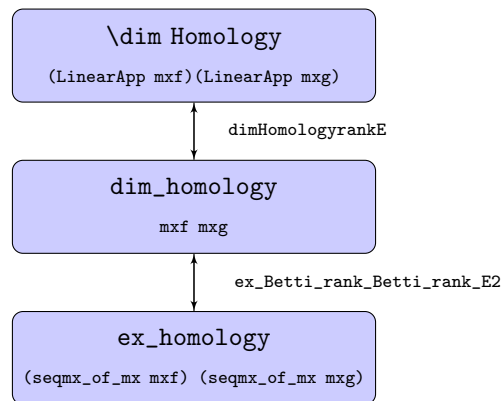 \dim Homology
(LinearApp mxf)(LinearApp mxg)
dimHomologyrankE
dim_homology
mxf mxg
ex_Betti_rank_Betti_rank_E2
ex_homology
(seqmx_of_mx mxf) (seqmx_of_mx mxg)